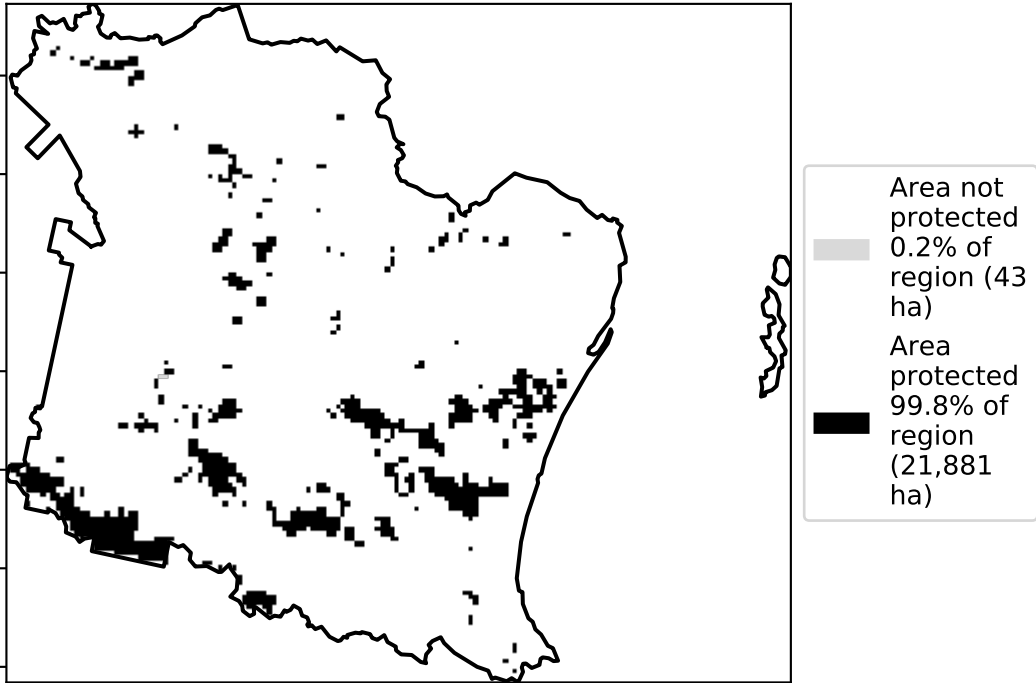 Area not
protected
0.2% of
region (43
ha)
Area
protected
99.8% of
region
(21,881
ha)